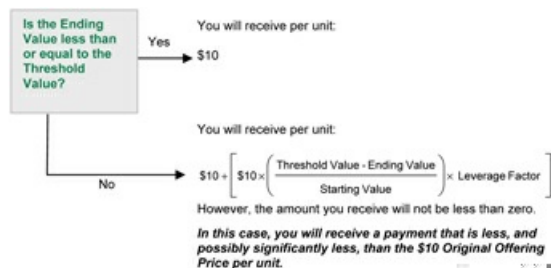 Is the Ending
Value less than
or equal to the
Threshold
Value?
Yes
You will receive per unit:
$10
You will receive per unit:
No
$10 + [ $10 × ( Threshold Value - Ending Value / Starting Value ) × Leverage Factor ]
However, the amount you receive will not be less than zero.
In this case, you will receive a payment that is less, and
possibly significantly less, than the $10 Original Offering
Price per unit.